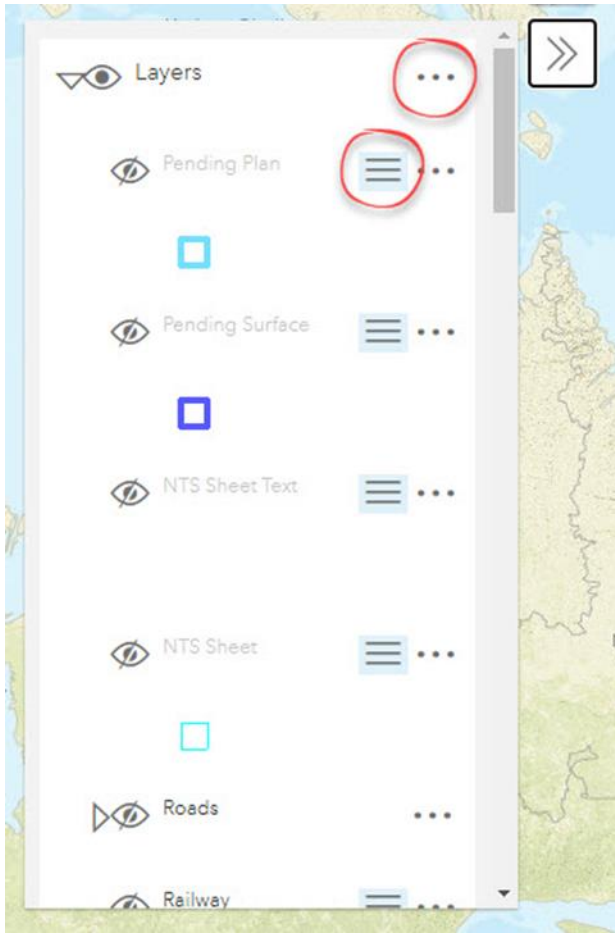 Layers
Pending Plan
Pending Surface
NTS Sheet Text
NTS Sheet
Roads
Railway